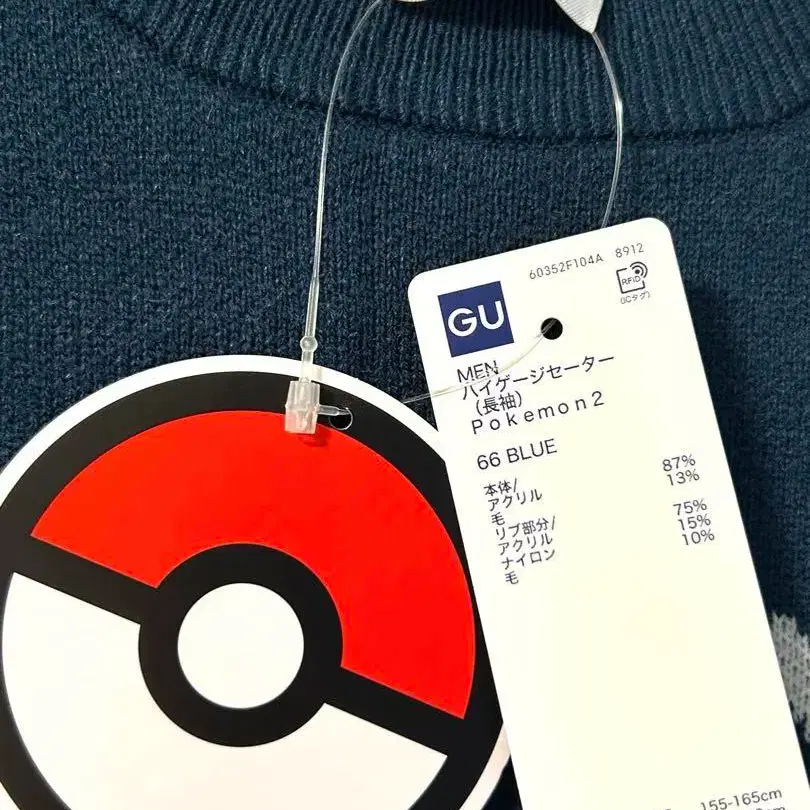 60352F104A 8912
RFID
(ICタグ)
GU
MEN
ハイゲージセーター
(長袖)
Pokemon2
66 BLUE
本体/
アクリル 87%
毛 13%
リブ部分/
アクリル 75%
ナイロン 15%
毛 10%
155-165cm